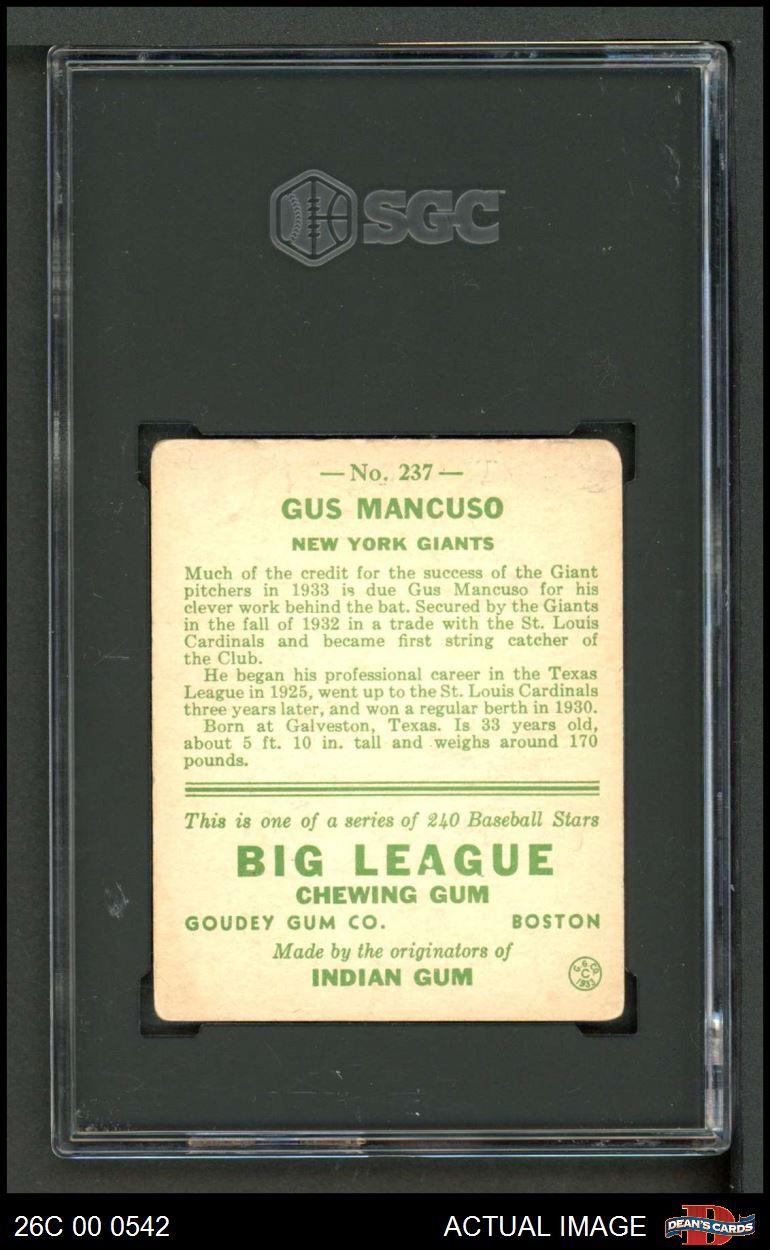 SGC
— No. 237 —
GUS MANCUSO
NEW YORK GIANTS
Much of the credit for the success of the Giant
pitchers in 1933 is due Gus Mancuso for his
clever work behind the bat. Secured by the Giants
in the fall of 1932 in a trade with the St. Louis
Cardinals and became first string catcher of
the Club.
He began his professional career in the Texas
League in 1925, went up to the St. Louis Cardinals
three years later, and won a regular berth in 1930.
Born at Galveston, Texas. Is 33 years old,
about 5 ft. 10 in. tall and weighs around 170
pounds.
This is one of a series of 240 Baseball Stars
BIG LEAGUE
CHEWING GUM
GOUDEY GUM CO. BOSTON
Made by the originators of
INDIAN GUM
G. G. CO.
C
1933
26C 00 0542 ACTUAL IMAGE DEAN'S CARDS